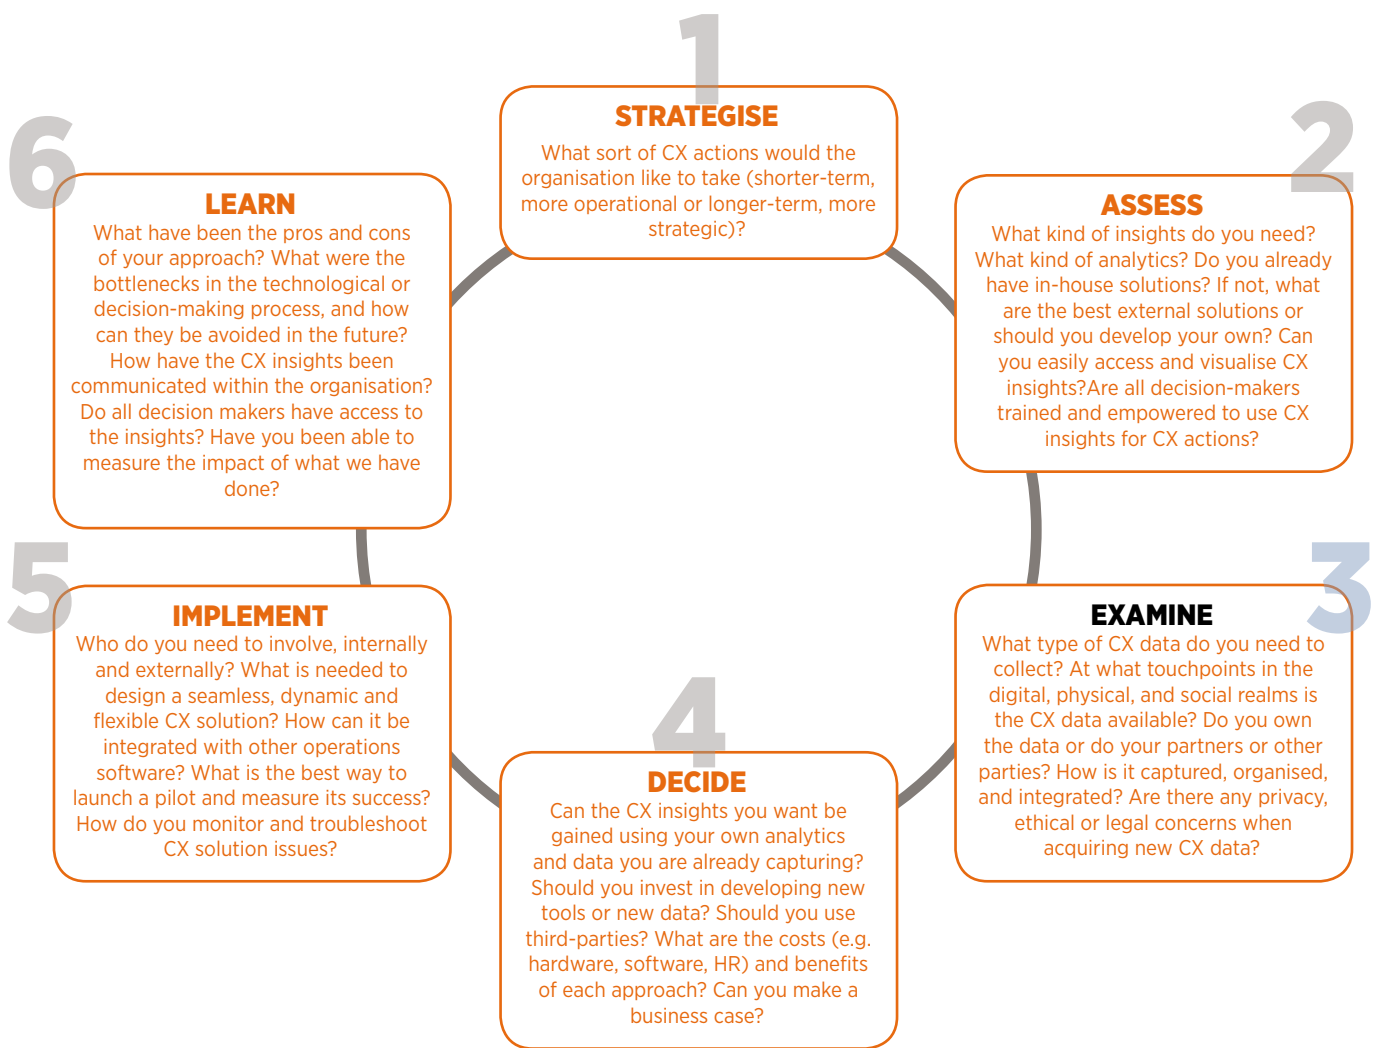 1
STRATEGISE
What sort of CX actions would the
organisation like to take (shorter-term,
more operational or longer-term, more
strategic)?
2
ASSESS
What kind of insights do you need?
What kind of analytics? Do you already
have in-house solutions? If not, what
are the best external solutions or
should you develop your own? Can
you easily access and visualise CX
insights?Are all decision-makers
trained and empowered to use CX
insights for CX actions?
3
EXAMINE
What type of CX data do you need to
collect? At what touchpoints in the
digital, physical, and social realms is
the CX data available? Do you own
the data or do your partners or other
parties? How is it captured, organised,
and integrated? Are there any privacy,
ethical or legal concerns when
acquiring new CX data?
4
DECIDE
Can the CX insights you want be
gained using your own analytics
and data you are already capturing?
Should you invest in developing new
tools or new data? Should you use
third-parties? What are the costs (e.g.
hardware, software, HR) and benefits
of each approach? Can you make a
business case?
5
IMPLEMENT
Who do you need to involve, internally
and externally? What is needed to
design a seamless, dynamic and
flexible CX solution? How can it be
integrated with other operations
software? What is the best way to
launch a pilot and measure its success?
How do you monitor and troubleshoot
CX solution issues?
6
LEARN
What have been the pros and cons
of your approach? What were the
bottlenecks in the technological or
decision-making process, and how
can they be avoided in the future?
How have the CX insights been
communicated within the organisation?
Do all decision makers have access to
the insights? Have you been able to
measure the impact of what we have
done?